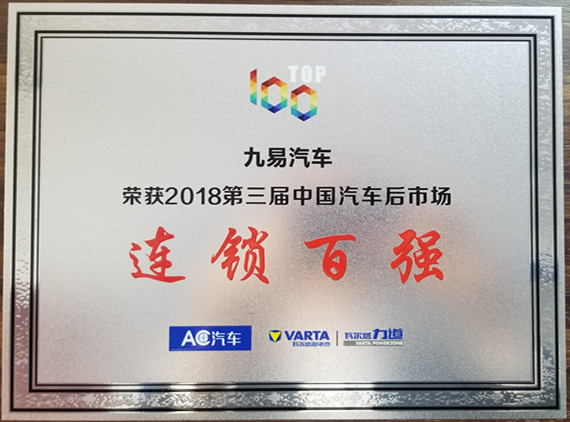 TOP
100
九易汽车
荣获2018第三届中国汽车后市场
连锁百强
AC汽车
VARTA
瓦尔塔蓄电池
瓦尔塔力道
VARTA POWERZONE